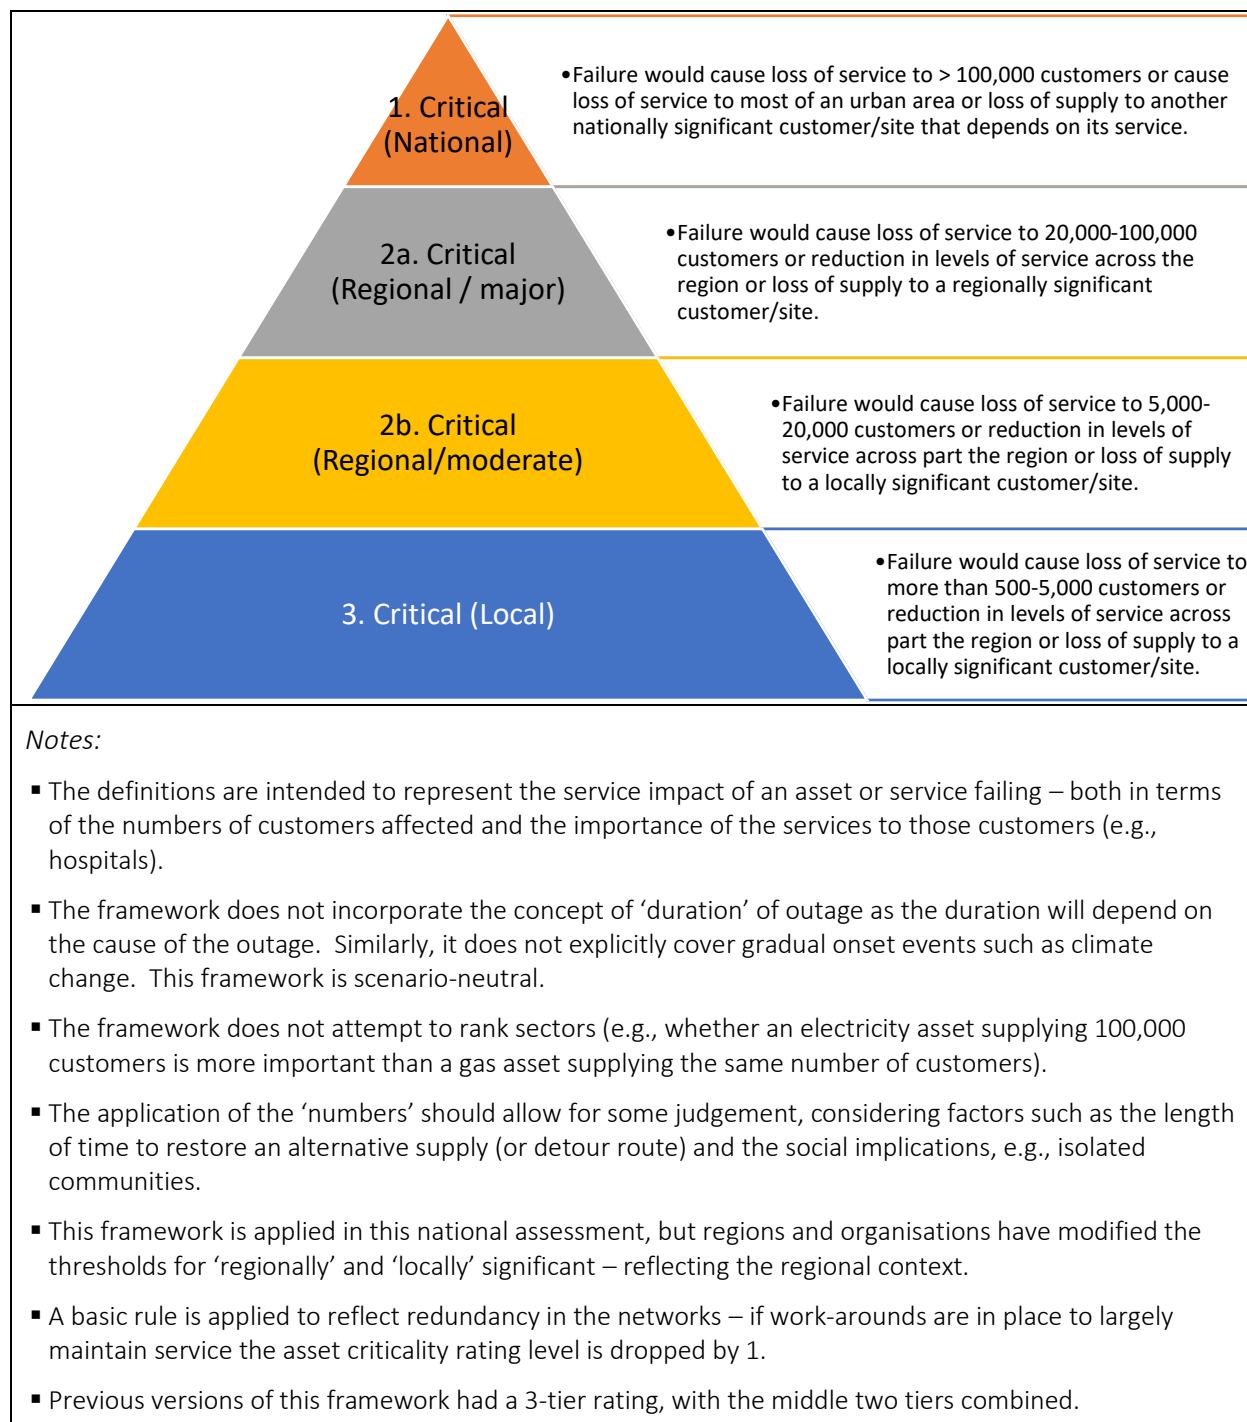 1. Critical
(National)
•Failure would cause loss of service to > 100,000 customers or cause
loss of service to most of an urban area or loss of supply to another
nationally significant customer/site that depends on its service.
2a. Critical
(Regional / major)
•Failure would cause loss of service to 20,000-100,000
customers or reduction in levels of service across the
region or loss of supply to a regionally significant
customer/site.
2b. Critical
(Regional/moderate)
•Failure would cause loss of service to 5,000-
20,000 customers or reduction in levels of
service across part the region or loss of supply
to a locally significant customer/site.
3. Critical (Local)
•Failure would cause loss of service to
more than 500-5,000 customers or
reduction in levels of service across
part the region or loss of supply to a
locally significant customer/site.
Notes:
▪ The definitions are intended to represent the service impact of an asset or service failing – both in terms
of the numbers of customers affected and the importance of the services to those customers (e.g.,
hospitals).
▪ The framework does not incorporate the concept of ‘duration’ of outage as the duration will depend on
the cause of the outage.  Similarly, it does not explicitly cover gradual onset events such as climate
change.  This framework is scenario-neutral.
▪ The framework does not attempt to rank sectors (e.g., whether an electricity asset supplying 100,000
customers is more important than a gas asset supplying the same number of customers).
▪ The application of the ‘numbers’ should allow for some judgement, considering factors such as the length
of time to restore an alternative supply (or detour route) and the social implications, e.g., isolated
communities.
▪ This framework is applied in this national assessment, but regions and organisations have modified the
thresholds for ‘regionally’ and ‘locally’ significant – reflecting the regional context.
▪ A basic rule is applied to reflect redundancy in the networks – if work-arounds are in place to largely
maintain service the asset criticality rating level is dropped by 1.
▪ Previous versions of this framework had a 3-tier rating, with the middle two tiers combined.